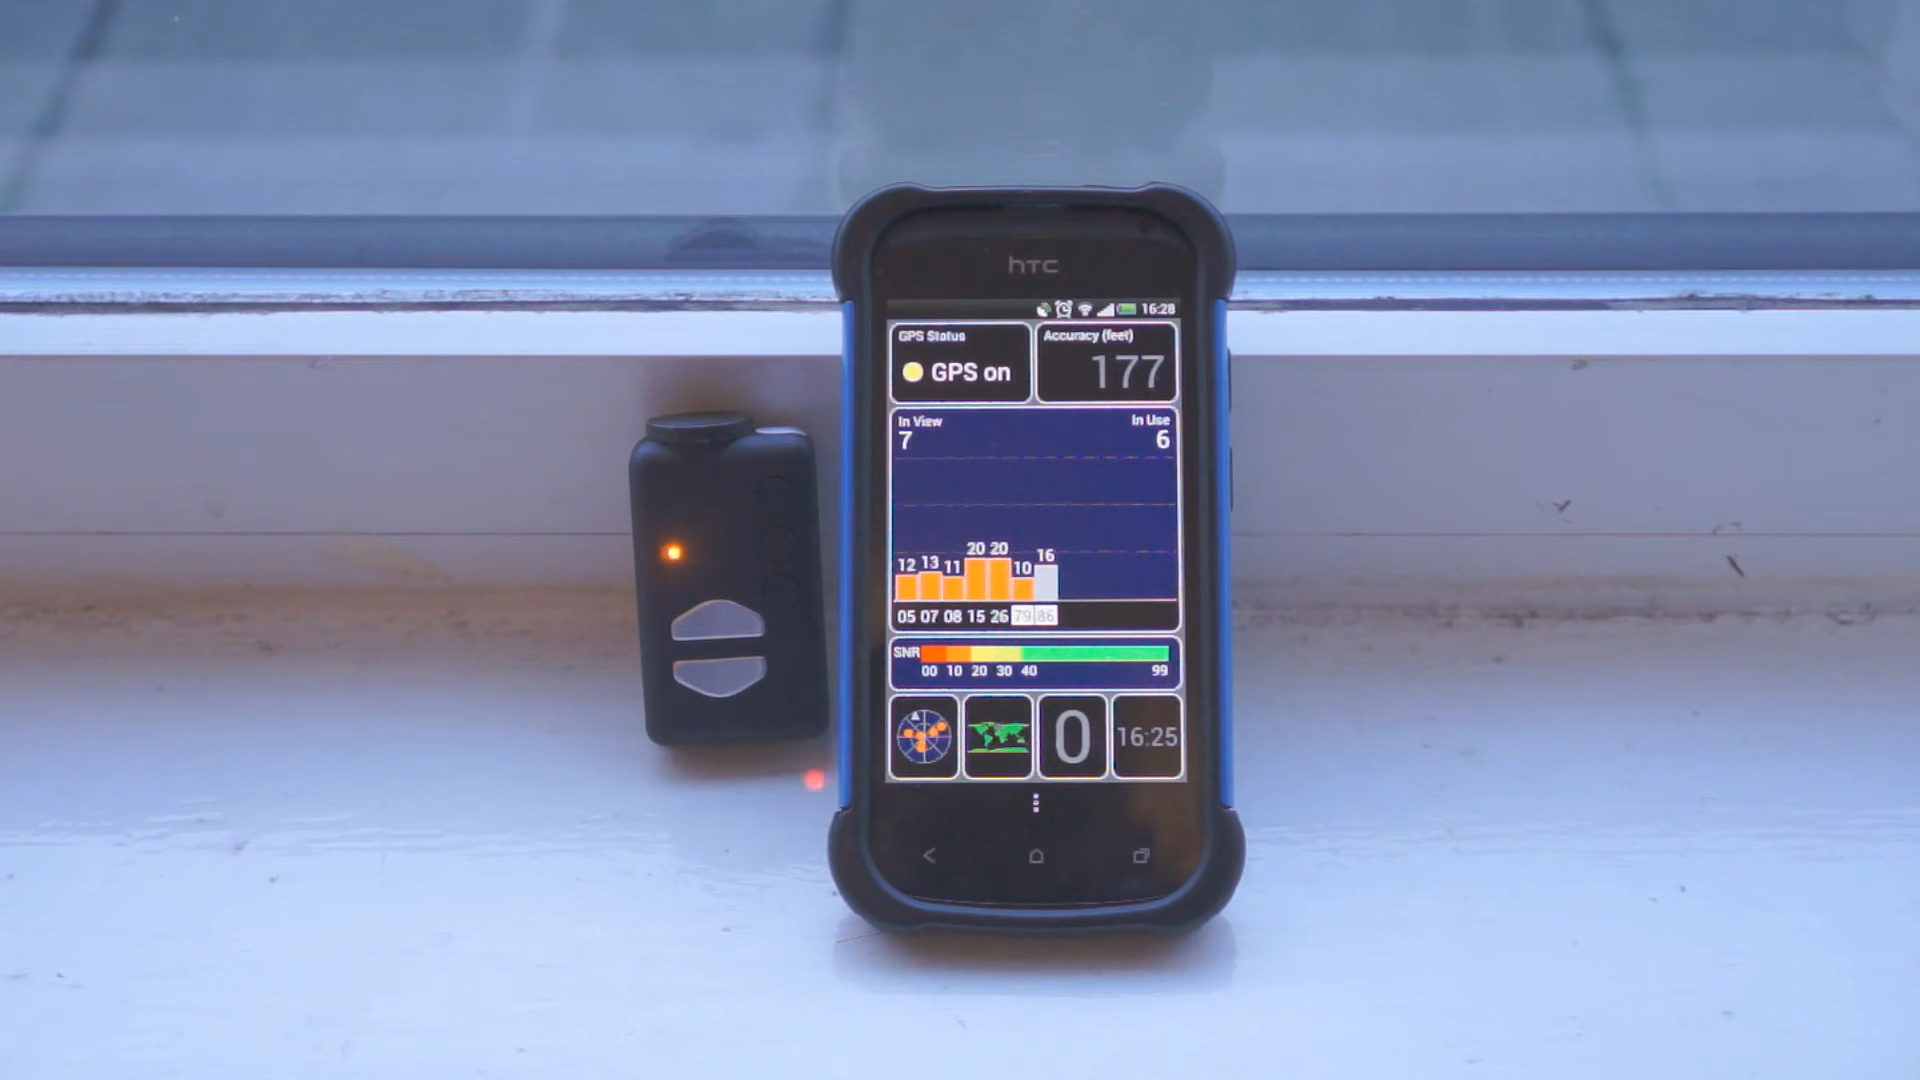 hTC
16:28
GPS Status
GPS on
Accuracy (feet)
177
In View
7
In Use
6
12 13 11 20 20 10 16
05 07 08 15 26 79 86
SNR
00 10 20 30 40 99
0
16:25